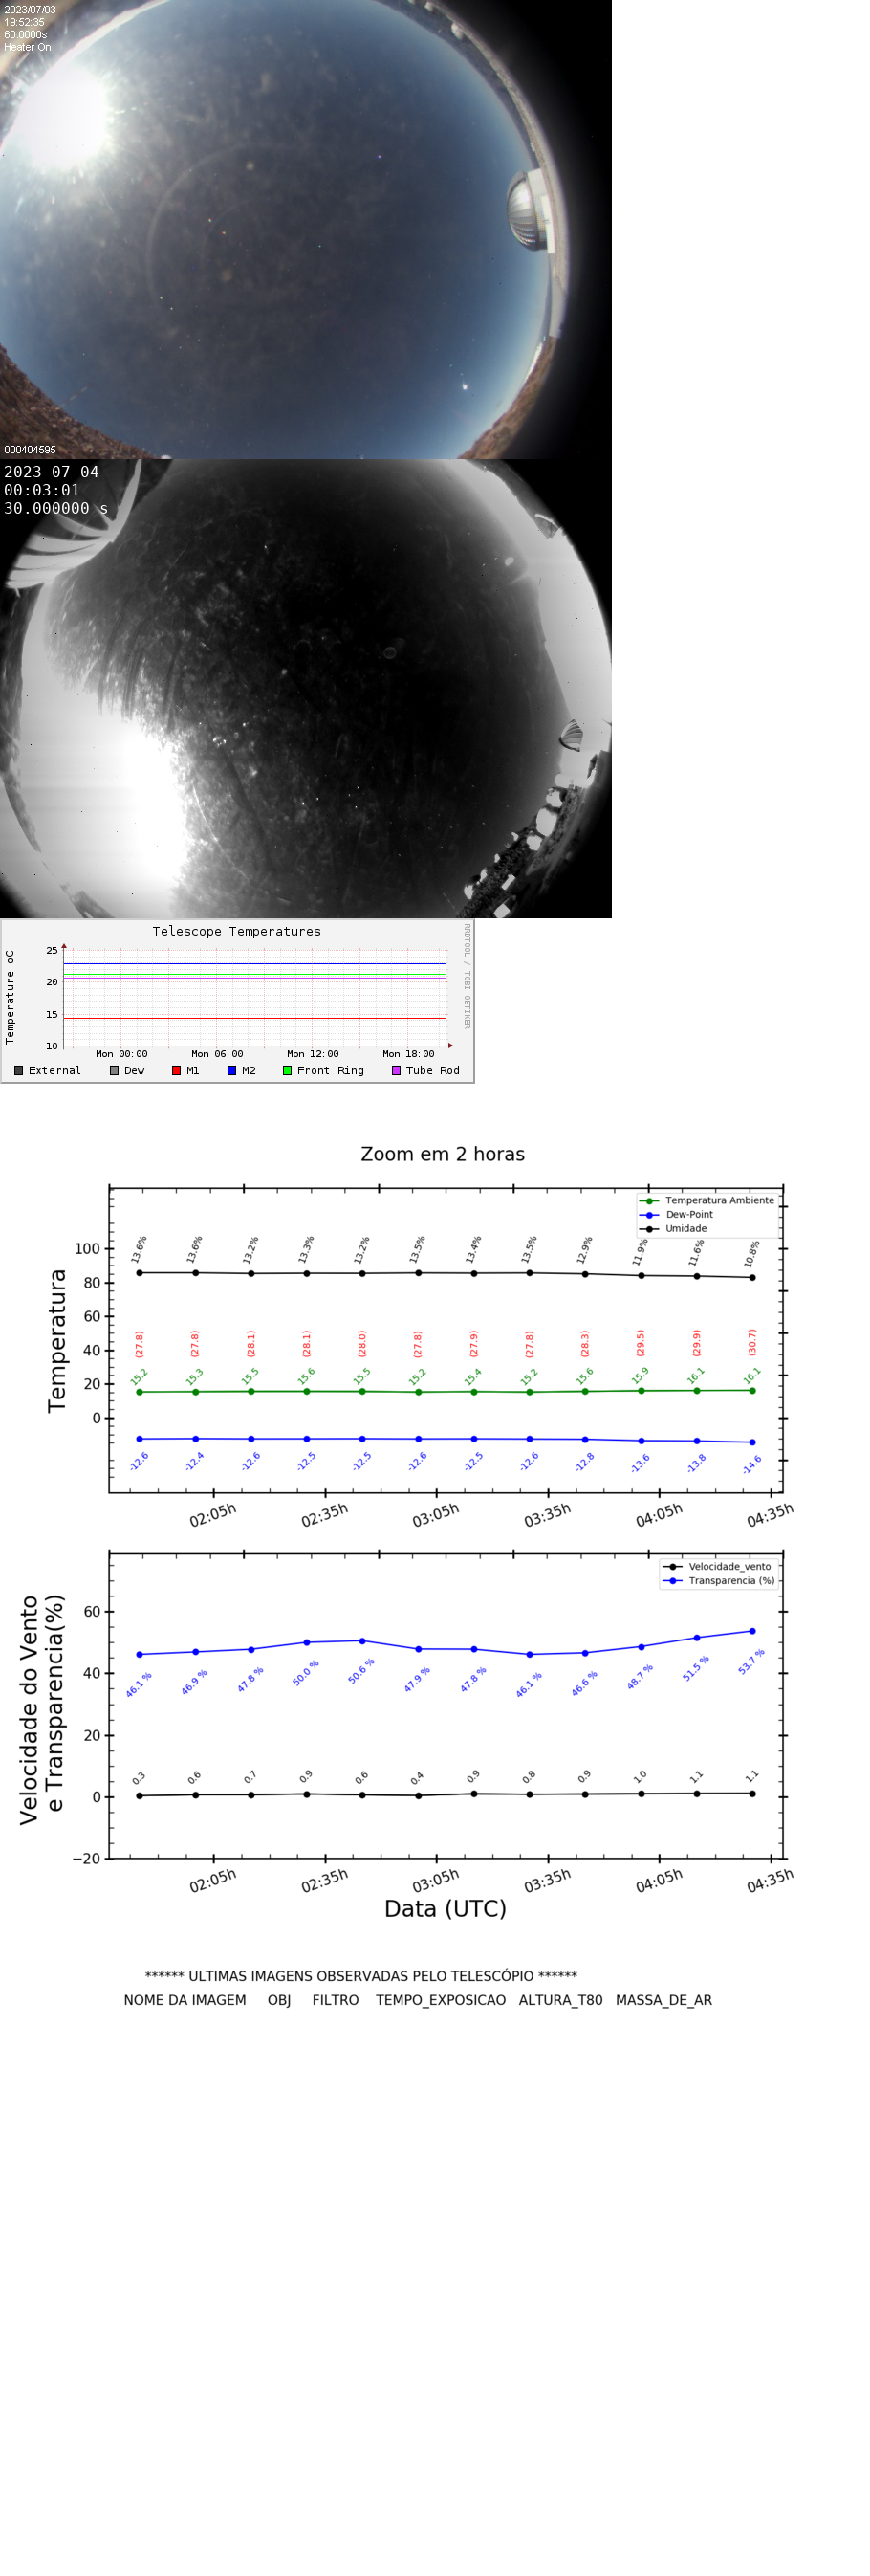 2023/07/03
19:52:35
60.0000s
Heater On
000404595
2023-07-04
00:03:01
30.000000 s
Telescope Temperatures
RRDTOOL / TOBI OETIKER
Temperature oC
25
20
15
10
Mon 00:00 Mon 06:00 Mon 12:00 Mon 18:00
External Dew M1 M2 Front Ring Tube Rod
Zoom em 2 horas
Temperatura Ambiente
Dew-Point
Umidade
Temperatura
100
80
60
40
20
0
13.6% 13.6% 13.2% 13.3% 13.2% 13.5% 13.4% 13.5% 12.9% 11.9% 11.6% 10.8%
(27.8) (27.8) (28.1) (28.1) (28.0) (27.8) (27.9) (27.8) (28.3) (29.5) (29.9) (30.7)
15.2 15.3 15.5 15.6 15.5 15.2 15.4 15.2 15.6 15.9 16.1 16.1
-12.6 -12.4 -12.6 -12.5 -12.5 -12.6 -12.5 -12.6 -12.8 -13.6 -13.8 -14.6
02:05h 02:35h 03:05h 03:35h 04:05h 04:35h
Velocidade_vento
Transparencia (%)
Velocidade do Vento
e Transparencia(%)
60
40
20
0
−20
46.1 % 46.9 % 47.8 % 50.0 % 50.6 % 47.9 % 47.8 % 46.1 % 46.6 % 48.7 % 51.5 % 53.7 %
0.3 0.6 0.7 0.9 0.6 0.4 0.9 0.8 0.9 1.0 1.1 1.1
02:05h 02:35h 03:05h 03:35h 04:05h 04:35h
Data (UTC)
****** ULTIMAS IMAGENS OBSERVADAS PELO TELESCÓPIO ******
NOME DA IMAGEM OBJ FILTRO TEMPO_EXPOSICAO ALTURA_T80 MASSA_DE_AR